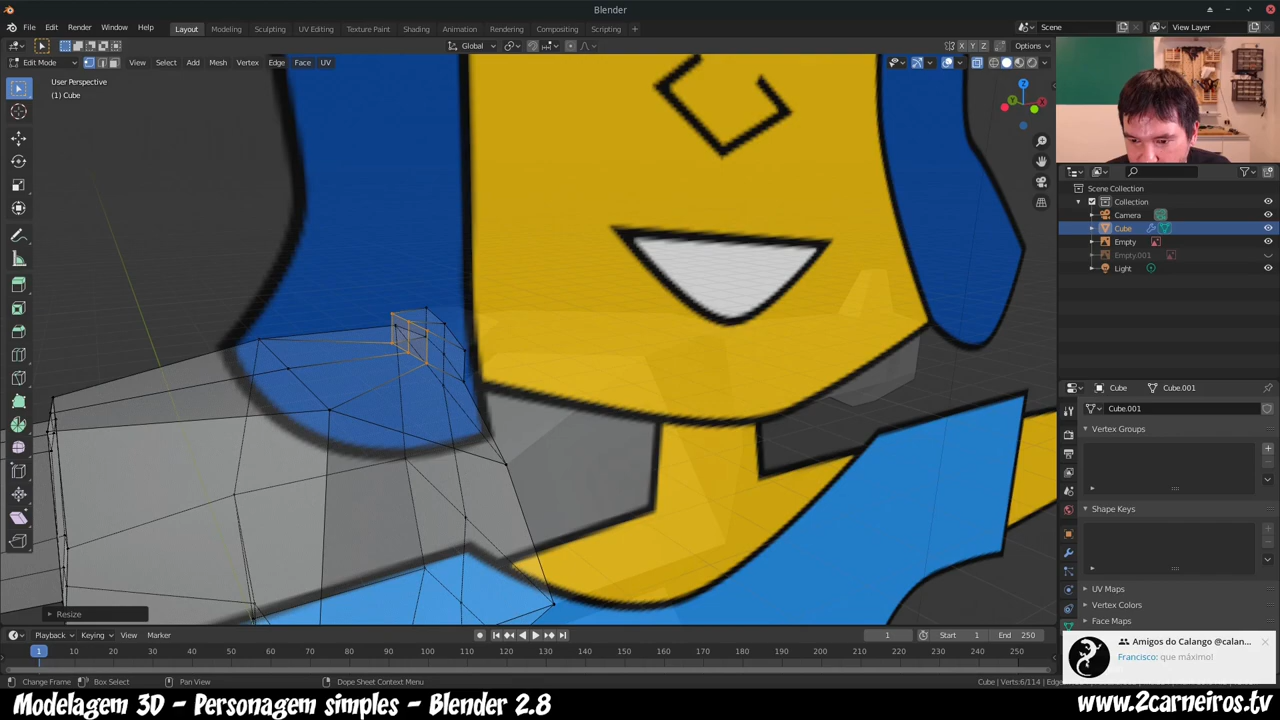 Blender
File Edit Render Window Help
Layout Modeling Sculpting UV Editing Texture Paint Shading Animation Rendering Compositing Scripting +
Scene
View Layer
Global
X Y Z Options
Edit Mode View Select Add Mesh Vertex Edge Face UV
User Perspective
(1) Cube
Z
Y
X
Scene Collection
Collection
Camera
Cube
Empty
Empty.001
Light
Cube Cube.001
Cube.001
Vertex Groups
Shape Keys
UV Maps
Vertex Colors
Face Maps
Resize
Playback Keying View Marker
1 Start 1 End 250
1 10 20 30 40 50 60 70 80 90 100 110 120 130 140 150 160 170 180 190 200 210 220 230 240 250
Amigos do Calango @calan...
Francisco: que máximo!
Change Frame Box Select Pan View Dope Sheet Context Menu
Cube | Verts:6/114 | Edge
Modelagem 3D - Personagem simples - Blender 2.8
www.2carneiros.tv